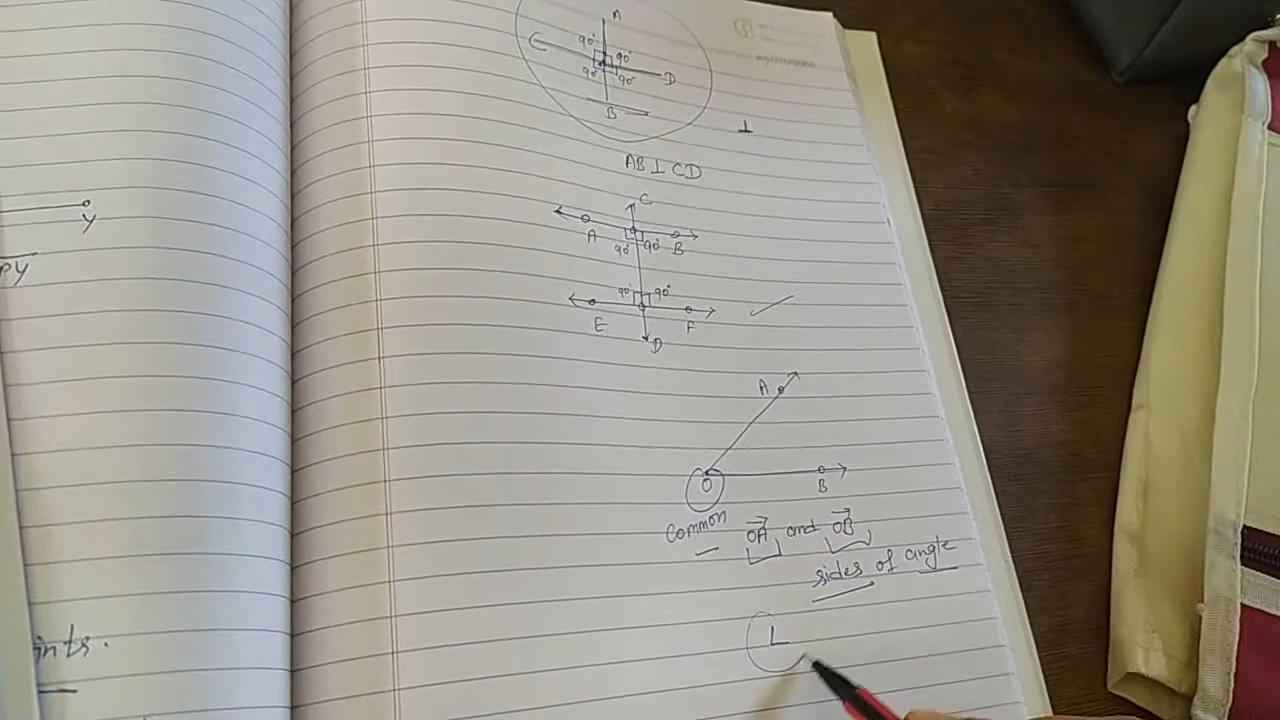 A
90° 90°
C
90° 90° D
B
⊥
AB ⊥ CD
C
A B
90° 90°
90° 90°
E F
D
A
O
B
Common
OA and OB
sides of angle
L
Y
PY
ints.